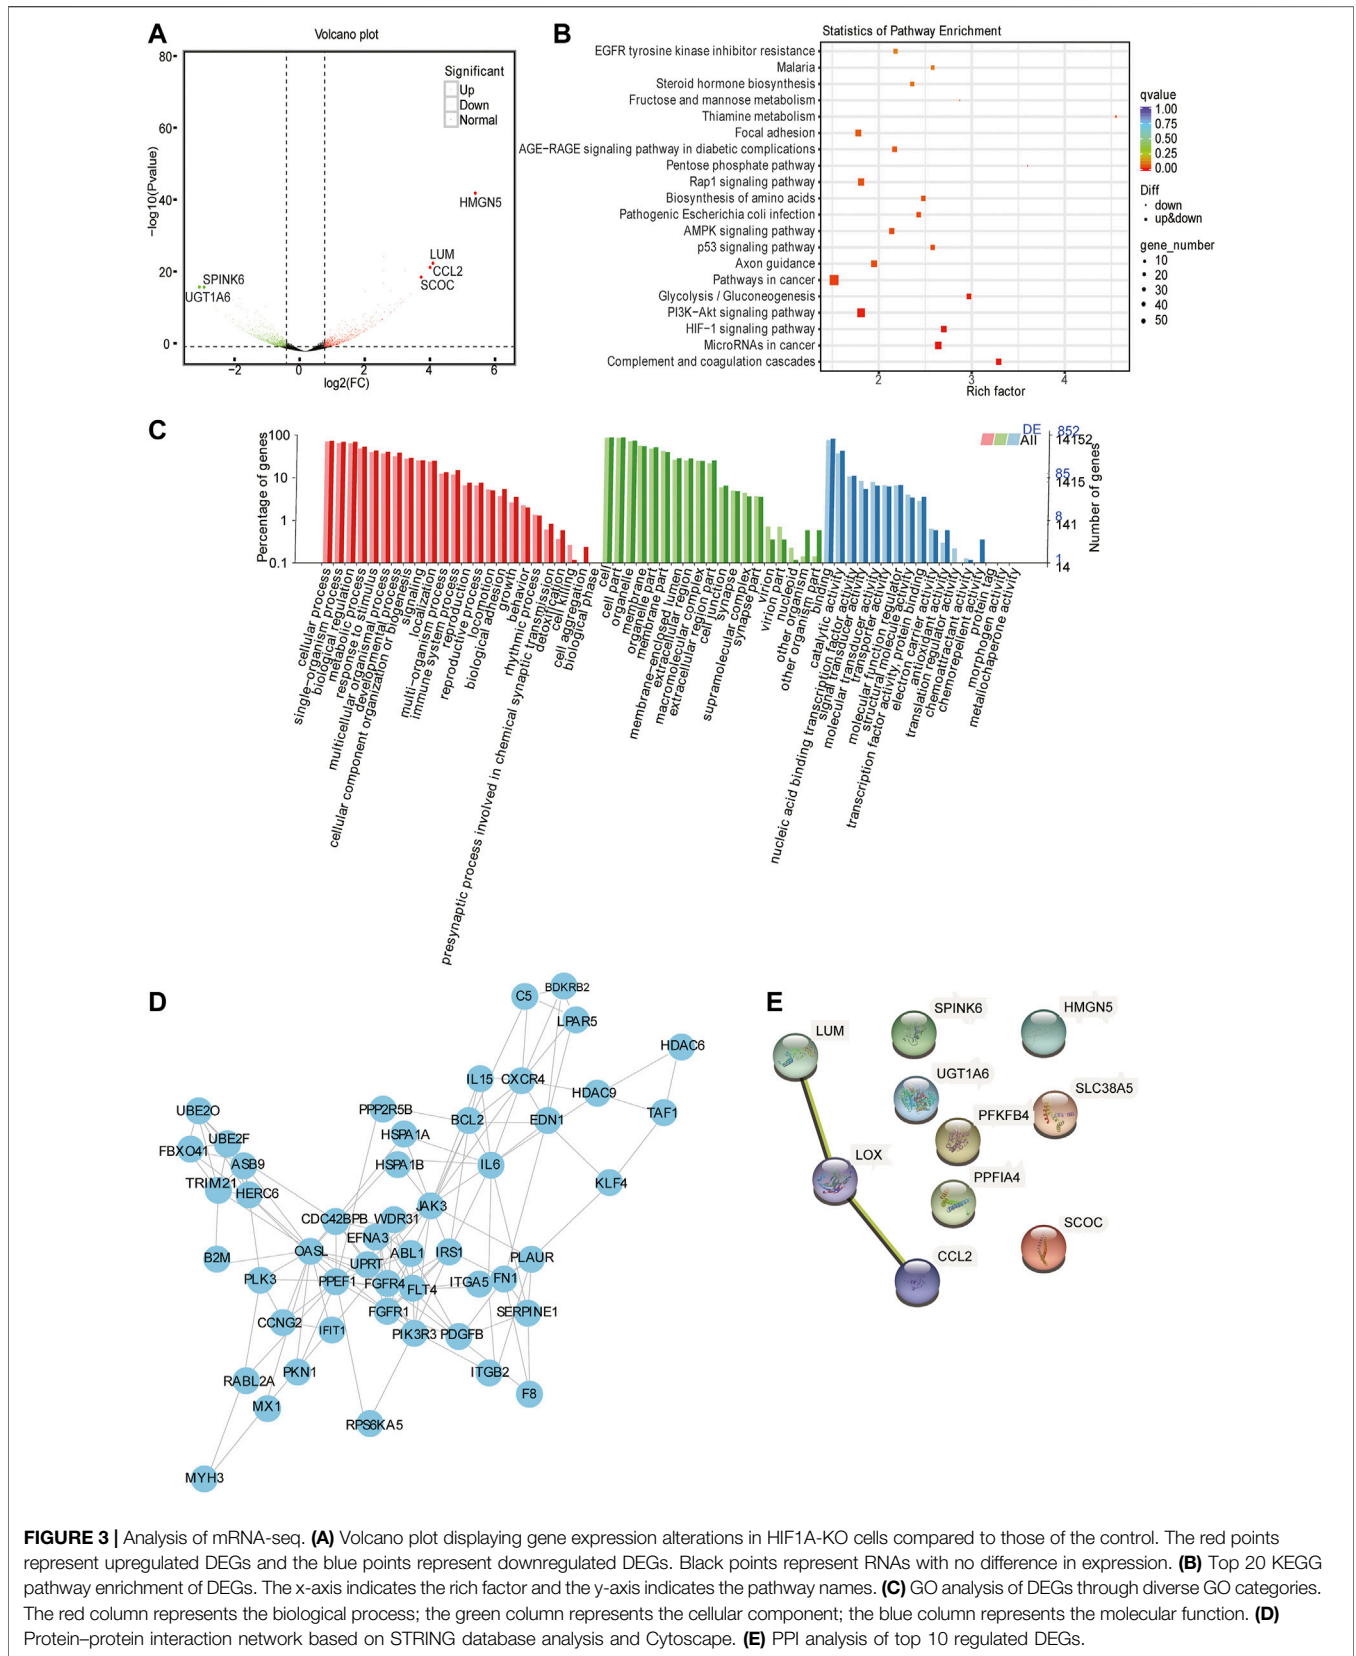 A
Volcano plot
Significant
Up
Down
Normal
HMGN5
LUM
CCL2
SCOC
SPINK6
UGT1A6
80
60
40
20
0
−log10(Pvalue)
−2
0
2
4
6
log2(FC)
B
Statistics of Pathway Enrichment
EGFR tyrosine kinase inhibitor resistance
Malaria
Steroid hormone biosynthesis
Fructose and mannose metabolism
Thiamine metabolism
Focal adhesion
AGE−RAGE signaling pathway in diabetic complications
Pentose phosphate pathway
Rap1 signaling pathway
Biosynthesis of amino acids
Pathogenic Escherichia coli infection
AMPK signaling pathway
p53 signaling pathway
Axon guidance
Pathways in cancer
Glycolysis / Gluconeogenesis
PI3K−Akt signaling pathway
HIF−1 signaling pathway
MicroRNAs in cancer
Complement and coagulation cascades
2
3
4
Rich factor
qvalue
1.00
0.75
0.50
0.25
0.00
Diff
down
up&down
gene_number
10
20
30
40
50
C
Percentage of genes
100
10
1
0.1
DE
All
852
14152
85
1415
8
141
1
14
Number of genes
cellular process
single−organism process
biological regulation
metabolic process
response to stimulus
multicellular organismal process
developmental process
cellular component organization or biogenesis
signaling
localization
multi−organism process
immune system process
reproduction
reproductive process
locomotion
biological adhesion
growth
behavior
rhythmic process
presynaptic process involved in chemical synaptic transmission
detoxification
cell killing
cell aggregation
biological phase
cell
cell part
organelle
membrane
organelle part
membrane part
membrane−enclosed lumen
extracellular region
macromolecular complex
extracellular region part
cell junction
synapse
supramolecular complex
synapse part
virion
virion part
nucleoid
other organism
other organism part
binding
catalytic activity
nucleic acid binding transcription factor activity
signal transducer activity
molecular transducer activity
transporter activity
molecular function regulator
structural molecule activity
transcription factor activity, protein binding
electron carrier activity
antioxidant activity
translation regulator activity
chemoattractant activity
chemorepellent activity
protein tag
morphogen activity
metallochaperone activity
D
C5
BDKRB2
LPAR5
HDAC6
IL15
CXCR4
HDAC9
TAF1
UBE2O
PPP2R5B
BCL2
EDN1
UBE2F
HSPA1A
FBXO41
ASB9
HSPA1B
IL6
TRIM21
HERC6
KLF4
JAK3
CDC42BPB
WDR31
EFNA3
B2M
OASL
ABL1
IRS1
PLAUR
UPRT
PLK3
PPEF1
FGFR4
FLT4
ITGA5
FN1
FGFR1
SERPINE1
CCNG2
IFIT1
PIK3R3
PDGFB
RABL2A
PKN1
ITGB2
F8
MX1
RPS6KA5
MYH3
E
LUM
SPINK6
HMGN5
UGT1A6
SLC38A5
PFKFB4
LOX
PPFIA4
SCOC
CCL2
FIGURE 3 | Analysis of mRNA-seq. (A) Volcano plot displaying gene expression alterations in HIF1A-KO cells compared to those of the control. The red points
represent upregulated DEGs and the blue points represent downregulated DEGs. Black points represent RNAs with no difference in expression. (B) Top 20 KEGG
pathway enrichment of DEGs. The x-axis indicates the rich factor and the y-axis indicates the pathway names. (C) GO analysis of DEGs through diverse GO categories.
The red column represents the biological process; the green column represents the cellular component; the blue column represents the molecular function. (D)
Protein–protein interaction network based on STRING database analysis and Cytoscape. (E) PPI analysis of top 10 regulated DEGs.